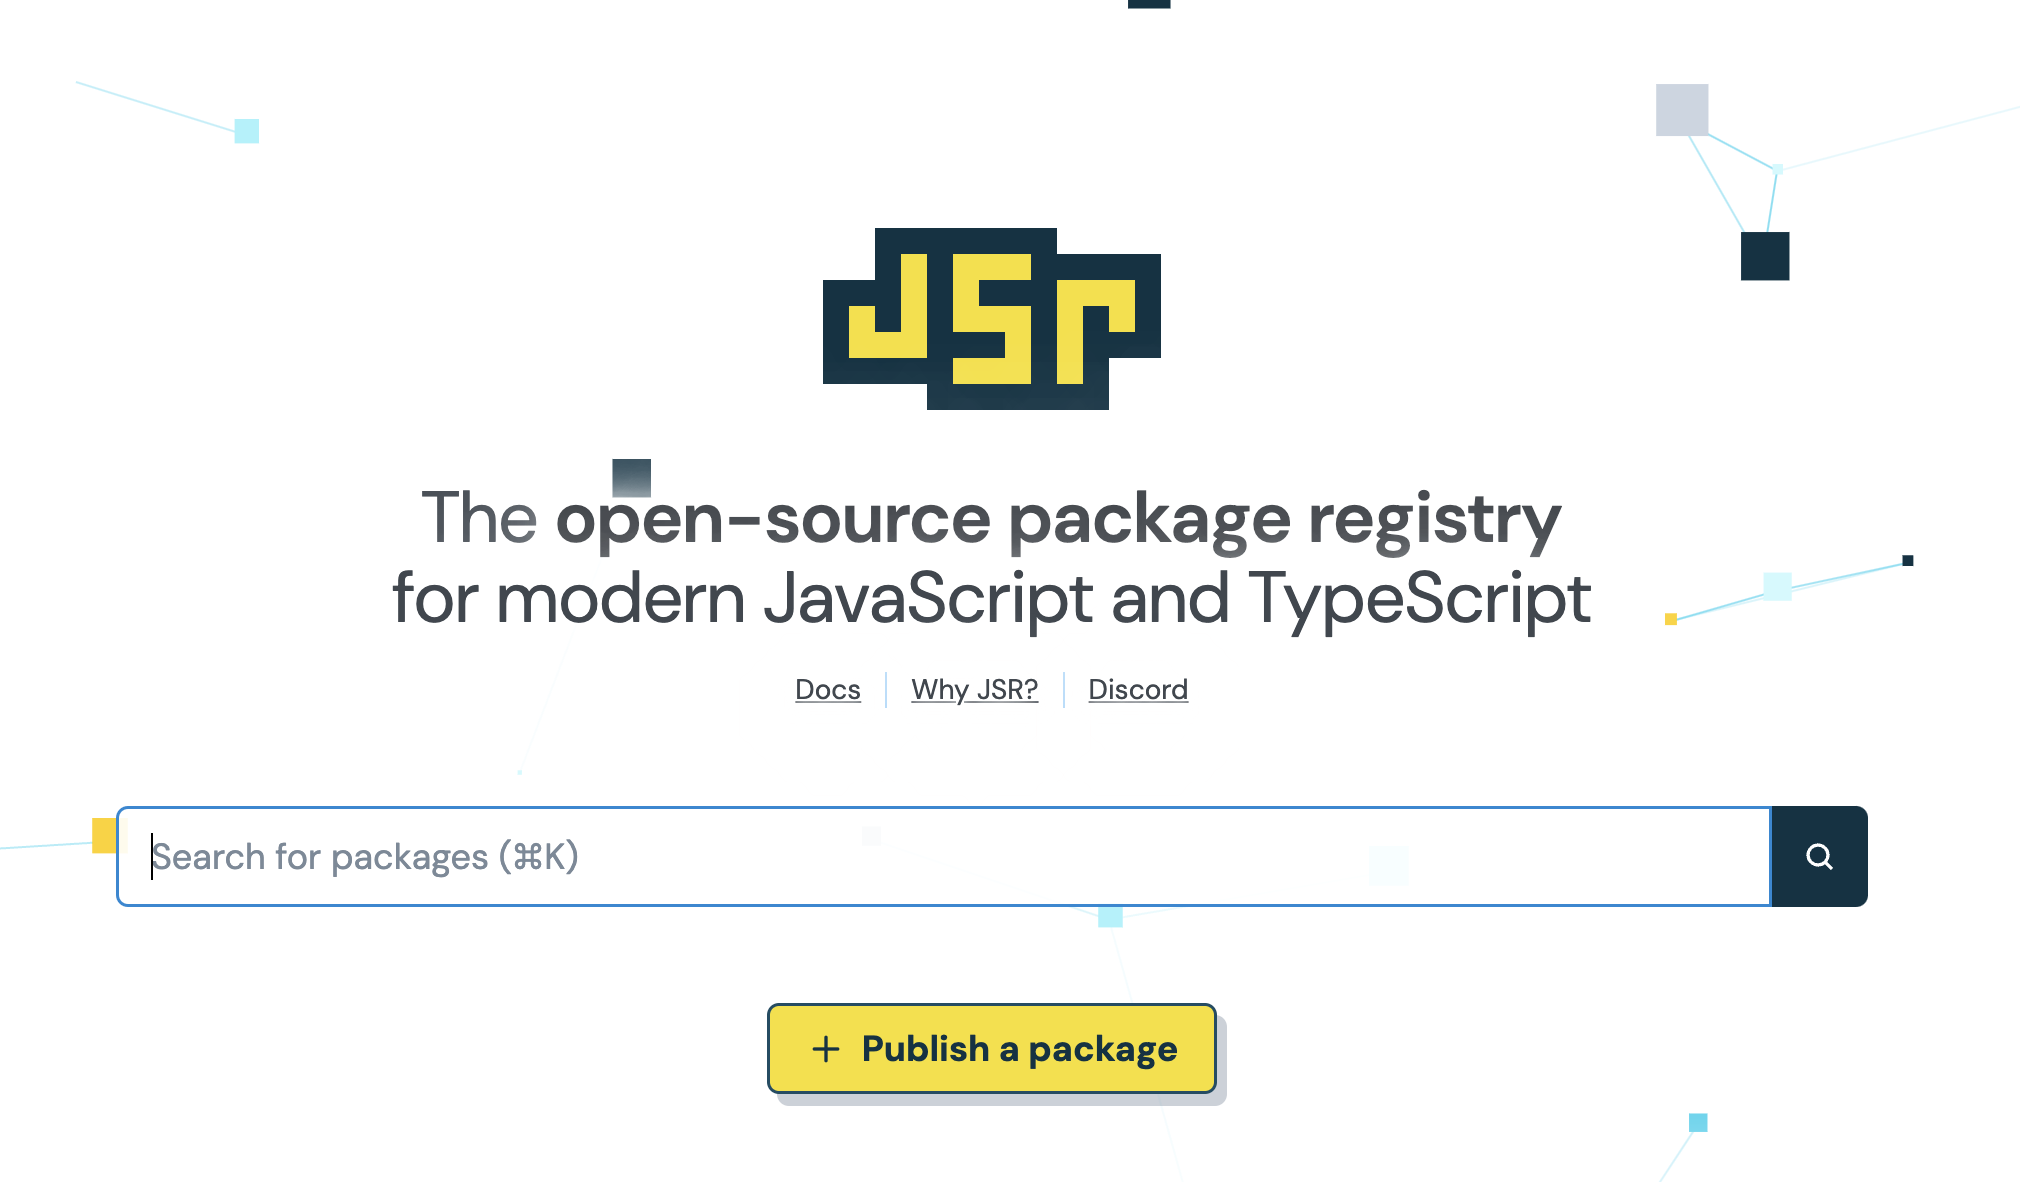 JSr
The open-source package registry
for modern JavaScript and TypeScript
Docs Why JSR? Discord
Search for packages (⌘K)
Publish a package